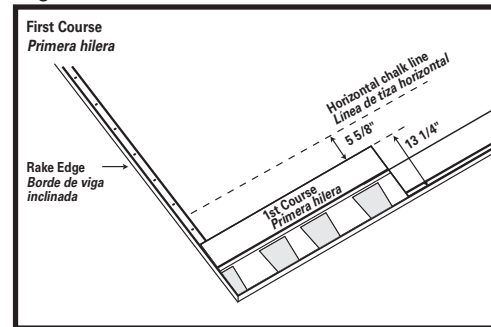 First Course
Primera hilera
Horizontal chalk line
Línea de tiza horizontal
5 5/8"
13 1/4"
Rake Edge
Borde de viga
inclinada
1st Course
Primera hilera